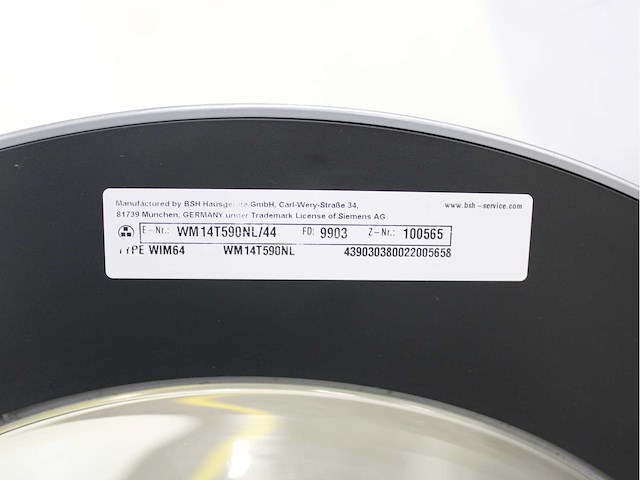 Manufactured by BSH Hausgeräte GmbH, Carl-Wery-Straße 34, www.bsh-service.com
81739 München, GERMANY under Trademark License of Siemens AG
E-Nr.: WM14T590NL/44 FD: 9903 Z-Nr.: 100565
TYPE WIM64 WM14T590NL 439030380022005658